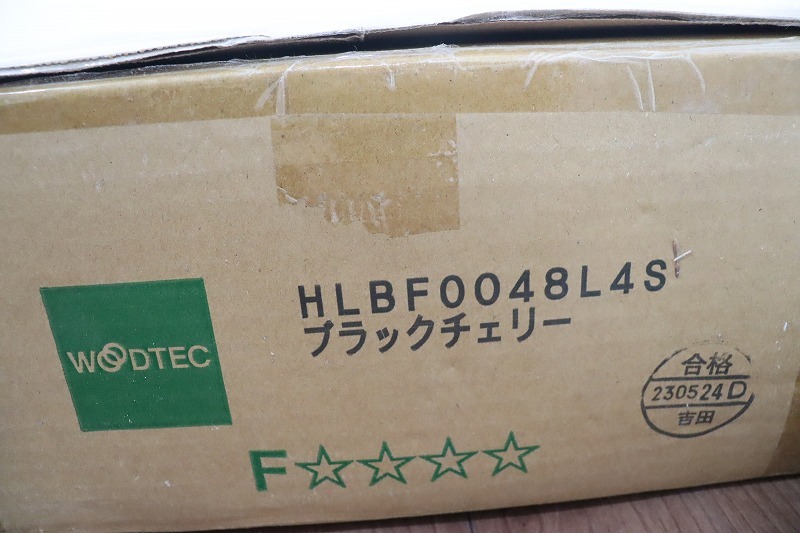 HLBF0048L4S
ブラックチェリー
WOODTEC
合格
230524D
吉田
F☆☆☆☆